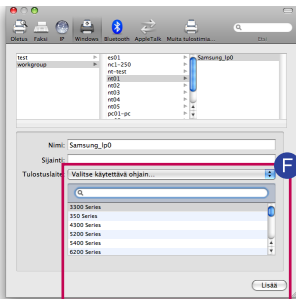 Oletus Faksi IP Windows Bluetooth AppleTalk Muita tulostimia... Etsi
test
workgroup
es01
nc1-250
nt-test
nt01
nt02
nt03
nt04
nt05
pc01-pc
Samsung_lp0
Nimi: Samsung_lp0
Sijainti:
Tulostuslaite: Valitse käytettävä ohjain...
F
3300 Series
350 Series
4300 Series
5200 Series
5400 Series
6200 Series
Lisää